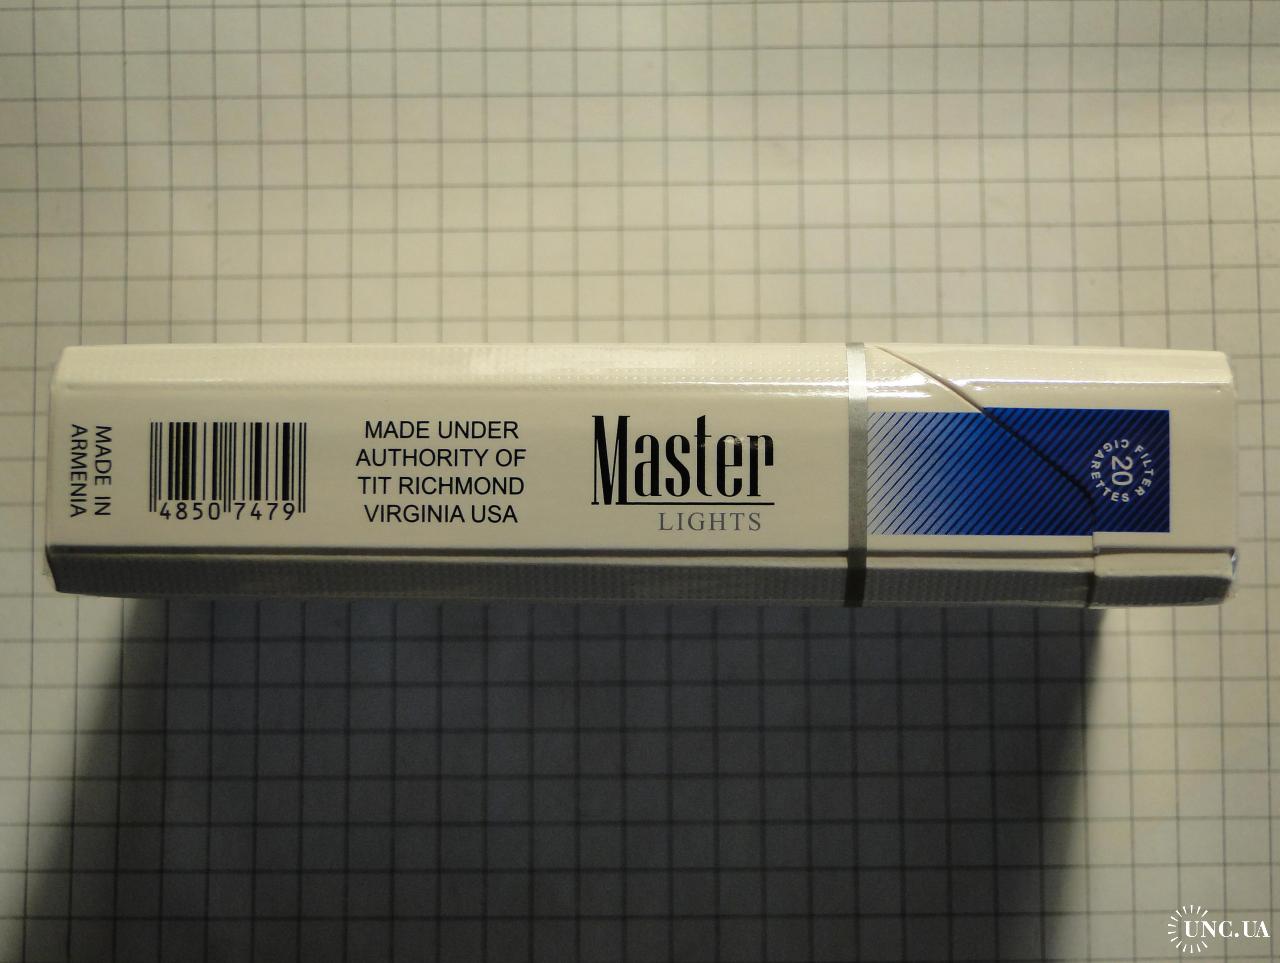 MADE IN
ARMENIA
4850 7479
MADE UNDER
AUTHORITY OF
TIT RICHMOND
VIRGINIA USA
Master
LIGHTS
FILTER
20
CIGARETTES
UNC.UA